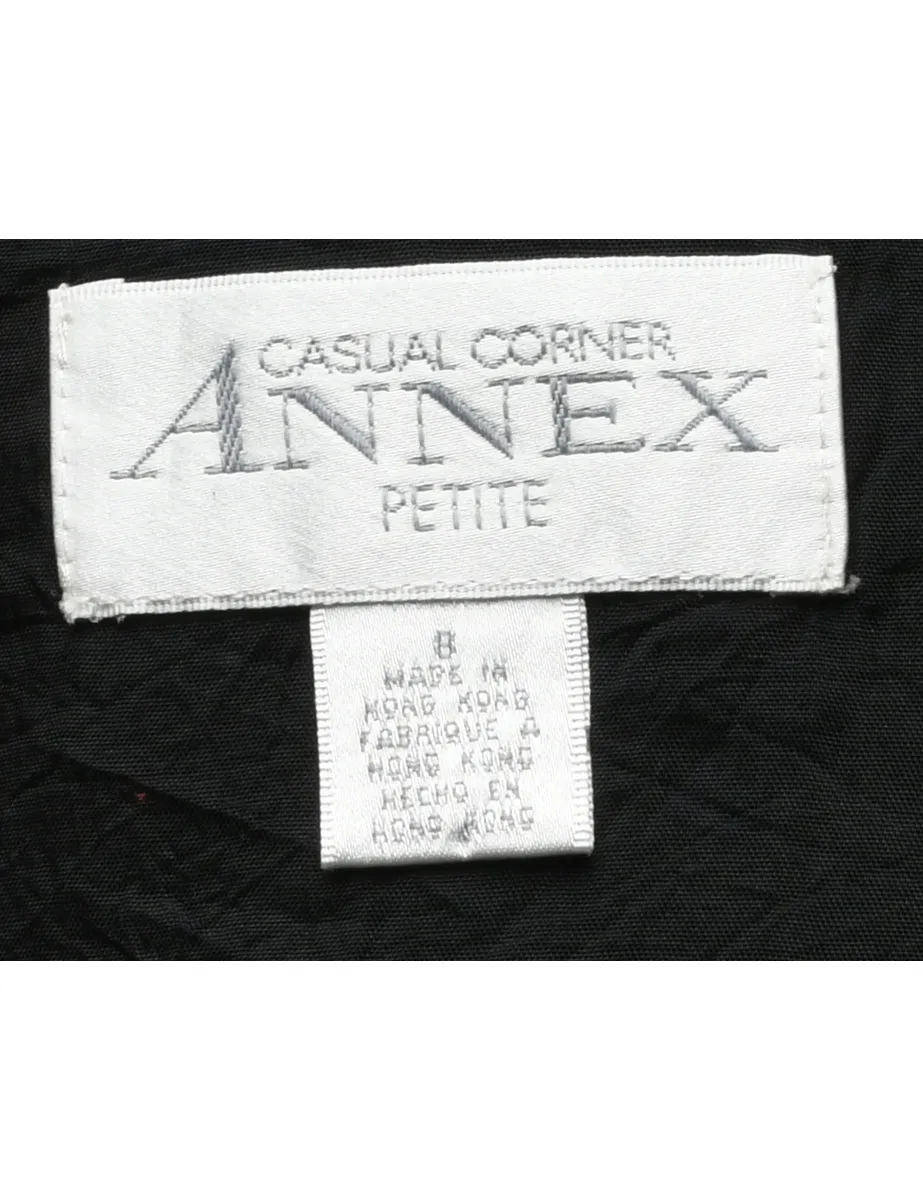 CASUAL CORNER
ANNEX
PETITE
8
MADE IN
HONG KONG
FABRIQUE A
HONG KONG
HECHO EN
HONG KONG